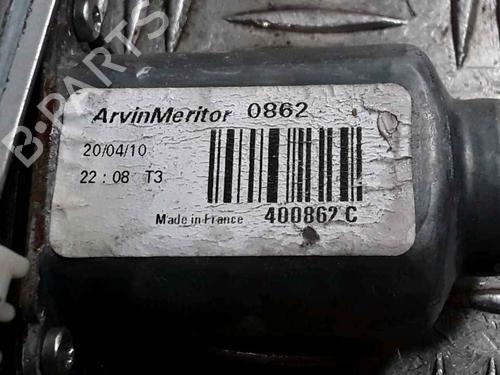 B-PARTS
ArvinMeritor 0862
20/04/10
22:08 T3
Made in France 400862 C